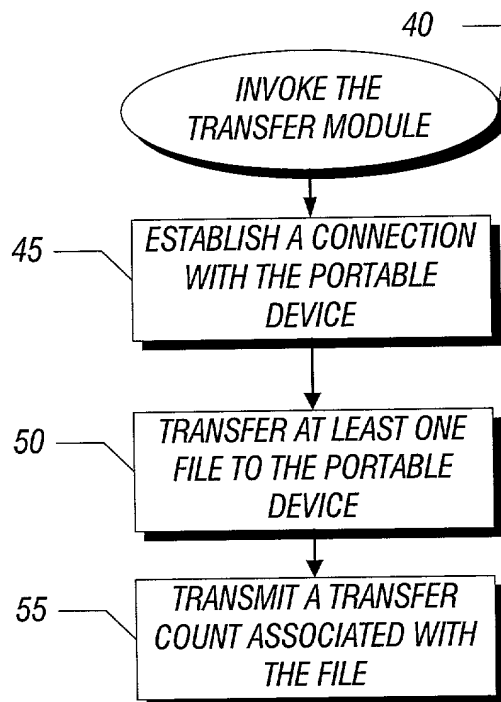 40
INVOKE THE
TRANSFER MODULE
45
ESTABLISH A CONNECTION
WITH THE PORTABLE
DEVICE
50
TRANSFER AT LEAST ONE
FILE TO THE PORTABLE
DEVICE
55
TRANSMIT A TRANSFER
COUNT ASSOCIATED WITH
THE FILE